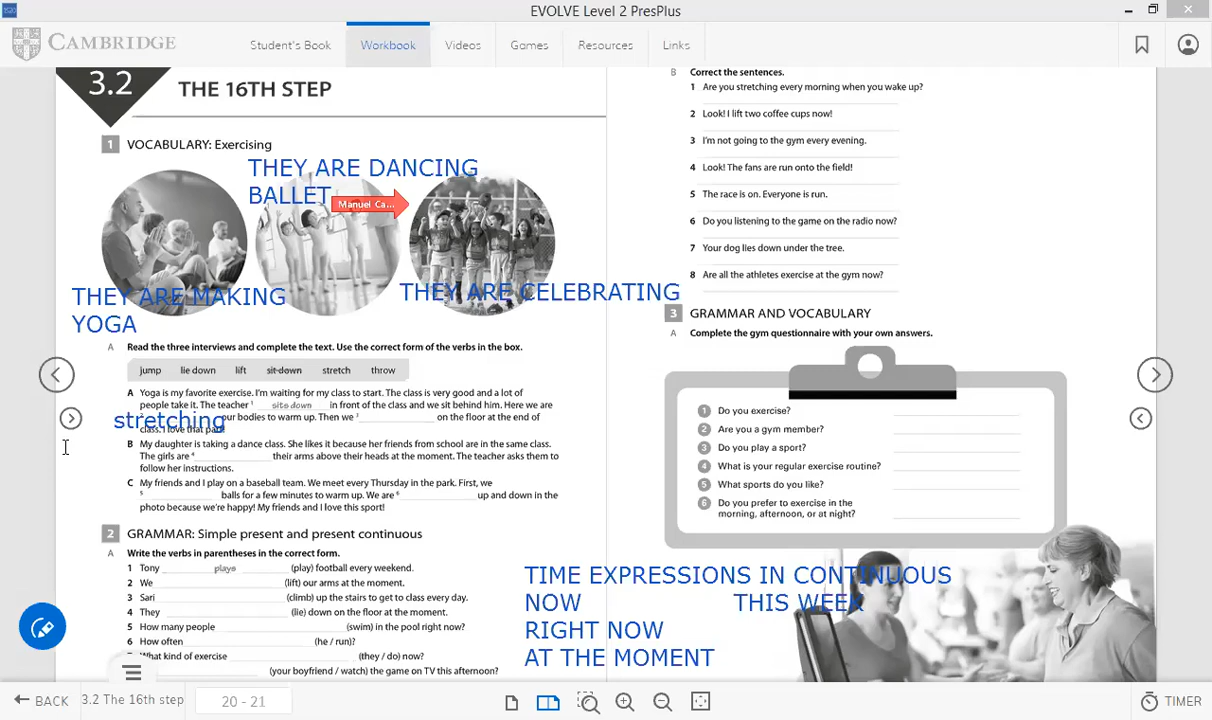 EVOLVE Level 2 PresPlus
CAMBRIDGE
Student's Book
Workbook
Videos
Games
Resources
Links
3.2
THE 16TH STEP
1 VOCABULARY: Exercising
THEY ARE DANCING
BALLET
Manuel Ca...
THEY ARE MAKING
YOGA
THEY ARE CELEBRATING
A Read the three interviews and complete the text. Use the correct form of the verbs in the box.
jump lie down lift sit down stretch throw
A Yoga is my favorite exercise. I'm waiting for my class to start. The class is very good and a lot of
people take it. The teacher 1 sits down in front of the class and we sit behind him. Here we are
2 stretching our bodies to warm up. Then we 3 on the floor at the end of
class. I love that part!
B My daughter is taking a dance class. She likes it because her friends from school are in the same class.
The girls are 4 their arms above their heads at the moment. The teacher asks them to
follow her instructions.
C My friends and I play on a baseball team. We meet every Thursday in the park. First, we
5 balls for a few minutes to warm up. We are 6 up and down in the
photo because we're happy! My friends and I love this sport!
2 GRAMMAR: Simple present and present continuous
A Write the verbs in parentheses in the correct form.
1 Tony plays (play) football every weekend.
2 We (lift) our arms at the moment.
3 Sari (climb) up the stairs to get to class every day.
4 They (lie) down on the floor at the moment.
5 How many people (swim) in the pool right now?
6 How often (he / run)?
What kind of exercise (they / do) now?
(your boyfriend / watch) the game on TV this afternoon?
B Correct the sentences.
1 Are you stretching every morning when you wake up?
2 Look! I lift two coffee cups now!
3 I'm not going to the gym every evening.
4 Look! The fans are run onto the field!
5 The race is on. Everyone is run.
6 Do you listening to the game on the radio now?
7 Your dog lies down under the tree.
8 Are all the athletes exercise at the gym now?
3 GRAMMAR AND VOCABULARY
A Complete the gym questionnaire with your own answers.
1 Do you exercise?
2 Are you a gym member?
3 Do you play a sport?
4 What is your regular exercise routine?
5 What sports do you like?
6 Do you prefer to exercise in the
morning, afternoon, or at night?
TIME EXPRESSIONS IN CONTINUOUS
NOW THIS WEEK
RIGHT NOW
AT THE MOMENT
BACK
3.2 The 16th step
20 - 21
TIMER